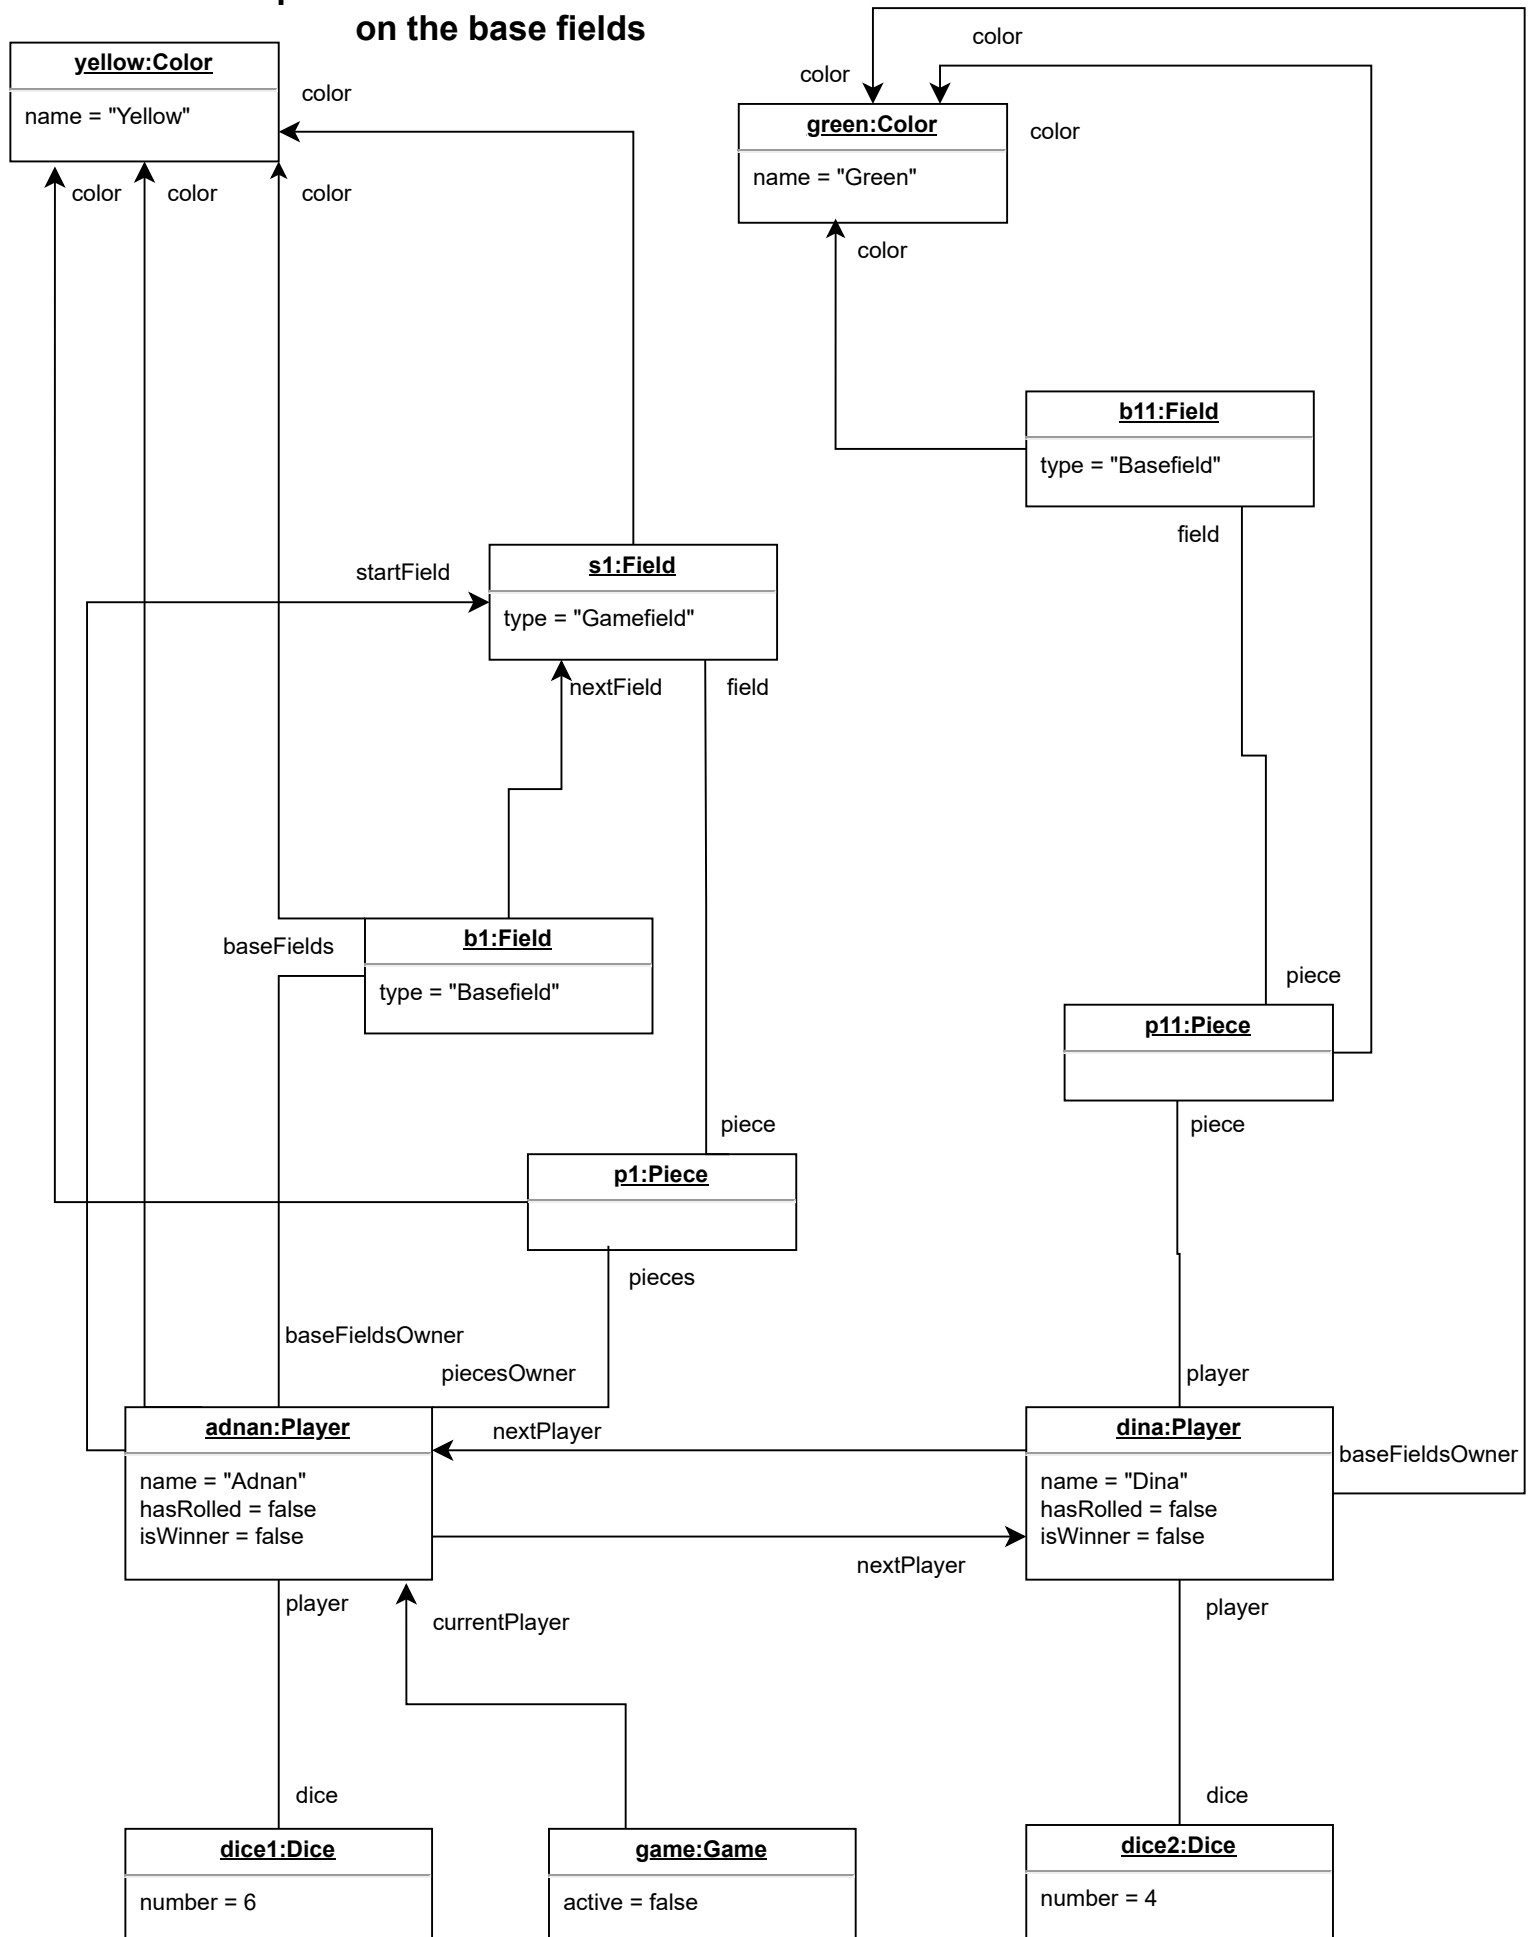 on the base fields
color
yellow:Color
color
color
name = "Yellow"
green:Color
color
name = "Green"
color
color
color
color
b11:Field
type = "Basefield"
field
s1:Field
startField
type = "Gamefield"
nextField
field
b1:Field
baseFields
type = "Basefield"
piece
p11:Piece
piece
piece
p1:Piece
pieces
baseFieldsOwner
piecesOwner
player
adnan:Player
nextPlayer
dina:Player
baseFieldsOwner
name = "Adnan"
hasRolled = false
isWinner = false
name = "Dina"
hasRolled = false
isWinner = false
nextPlayer
player
currentPlayer
player
dice
dice
dice1:Dice
number = 6
game:Game
active = false
dice2:Dice
number = 4